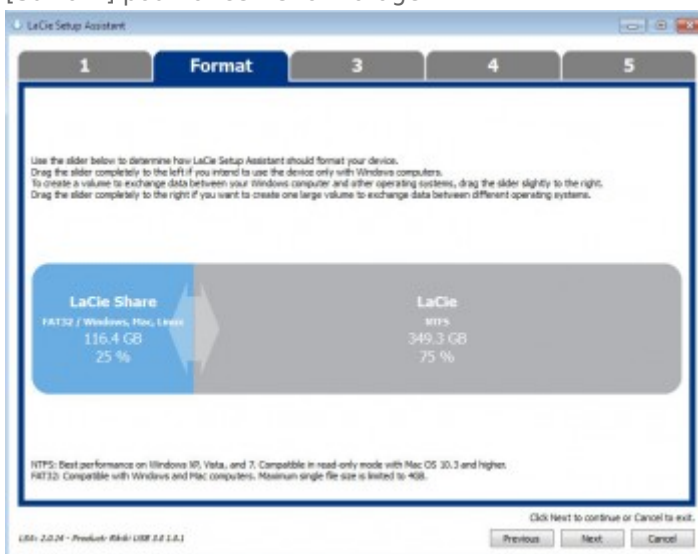 LaCie Setup Assistant
1
Format
3
4
5
Use the slider below to determine how LaCie Setup Assistant should format your device.
Drag the slider completely to the left if you intend to use the device only with Windows computers.
To create a volume to exchange data between your Windows computer and other operating systems, drag the slider slightly to the right.
Drag the slider completely to the right if you want to create one large volume to exchange data between different operating systems.
LaCie Share
FAT32 / Windows, Mac, Linux
116.4 GB
25 %
LaCie
NTFS
349.3 GB
75 %
NTFS: Best performance on Windows XP, Vista, and 7. Compatible in read-only mode with Mac OS 10.3 and higher.
FAT32: Compatible with Windows and Mac computers. Maximum single file size is limited to 4GB.
Click Next to continue or Cancel to exit.
Previous
Next
Cancel